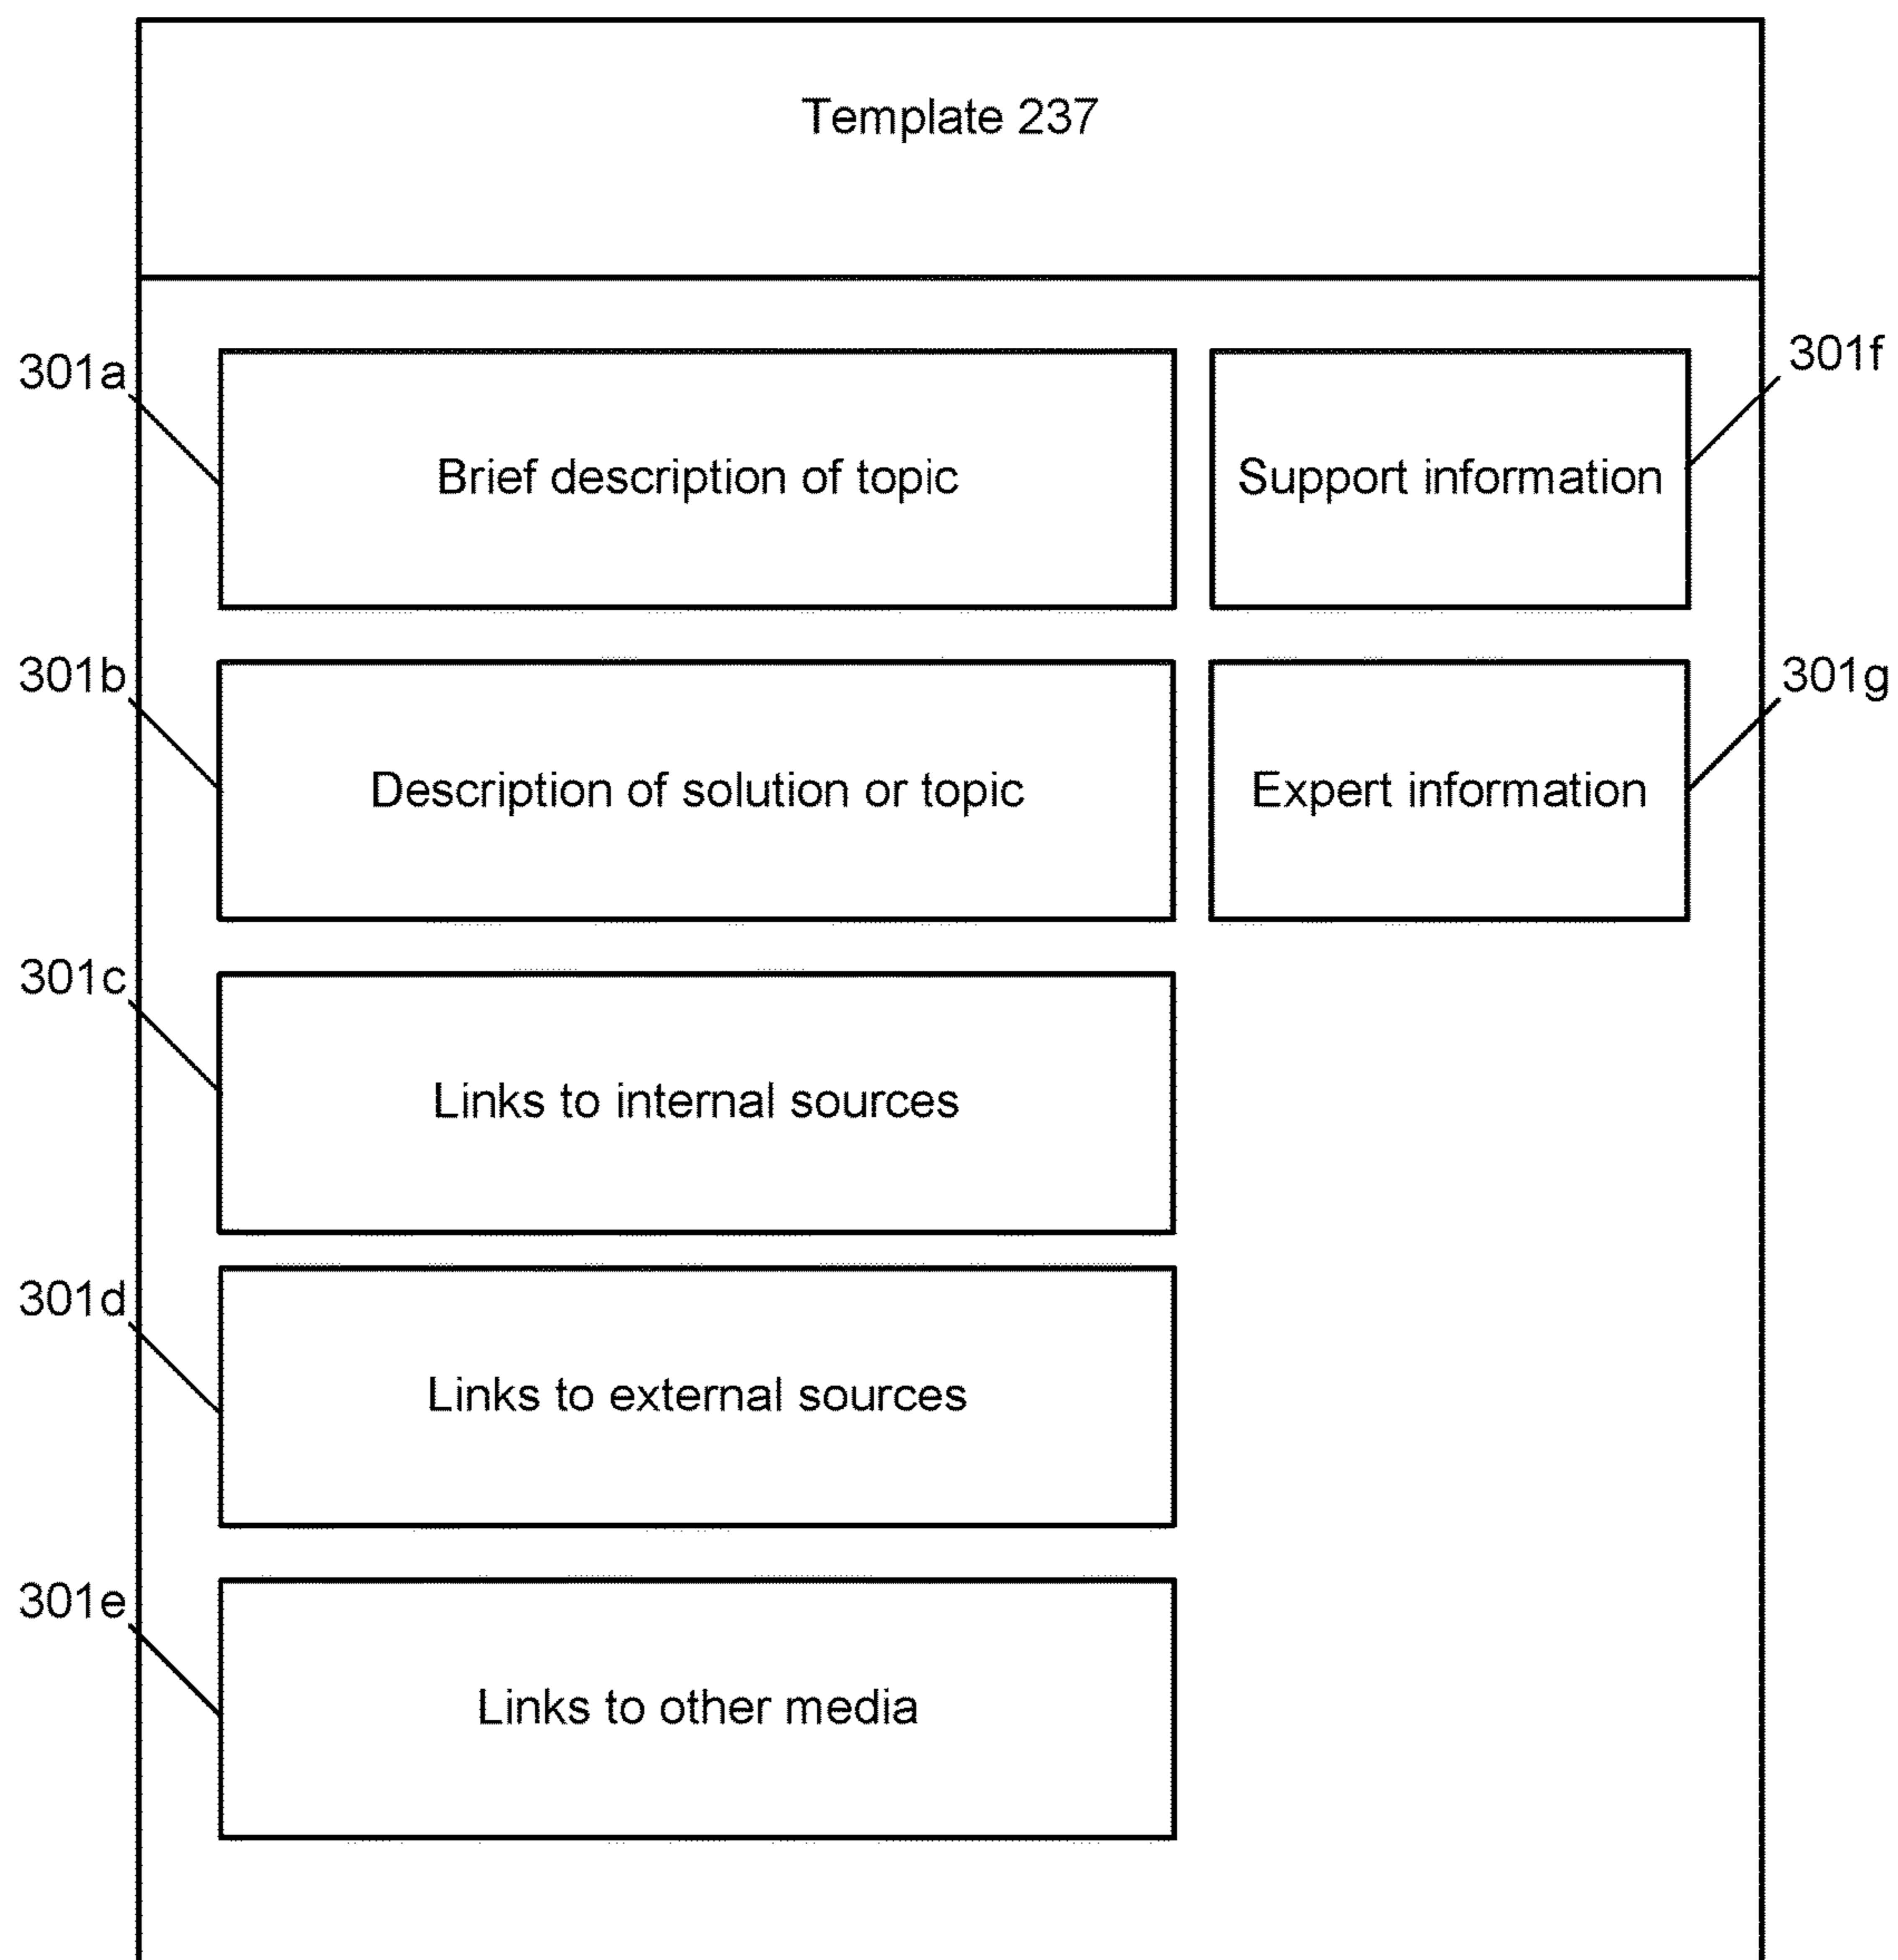 Template 237
301a
Brief description of topic
Support information
301f
301b
Description of solution or topic
Expert information
301g
301c
Links to internal sources
301d
Links to external sources
301e
Links to other media